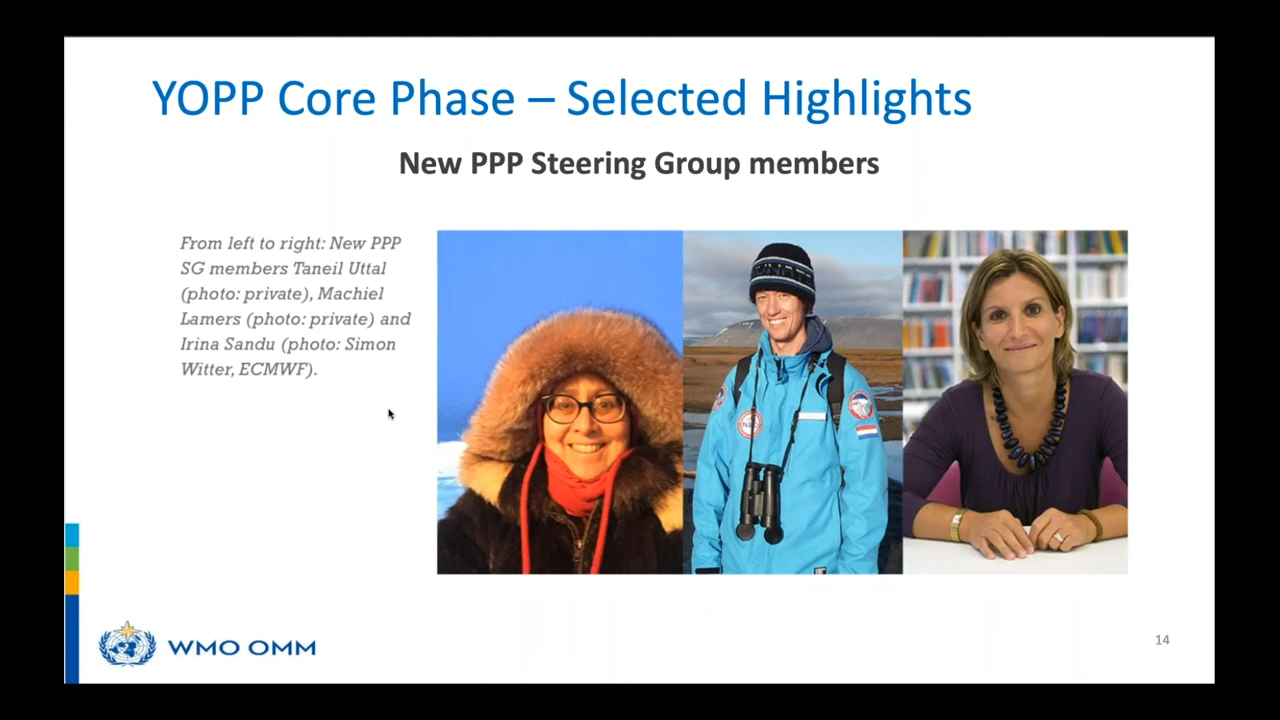 YOPP Core Phase – Selected Highlights
New PPP Steering Group members
From left to right: New PPP
SG members Taneil Uttal
(photo: private), Machiel
Lamers (photo: private) and
Irina Sandu (photo: Simon
Witter, ECMWF).
WMO OMM
14